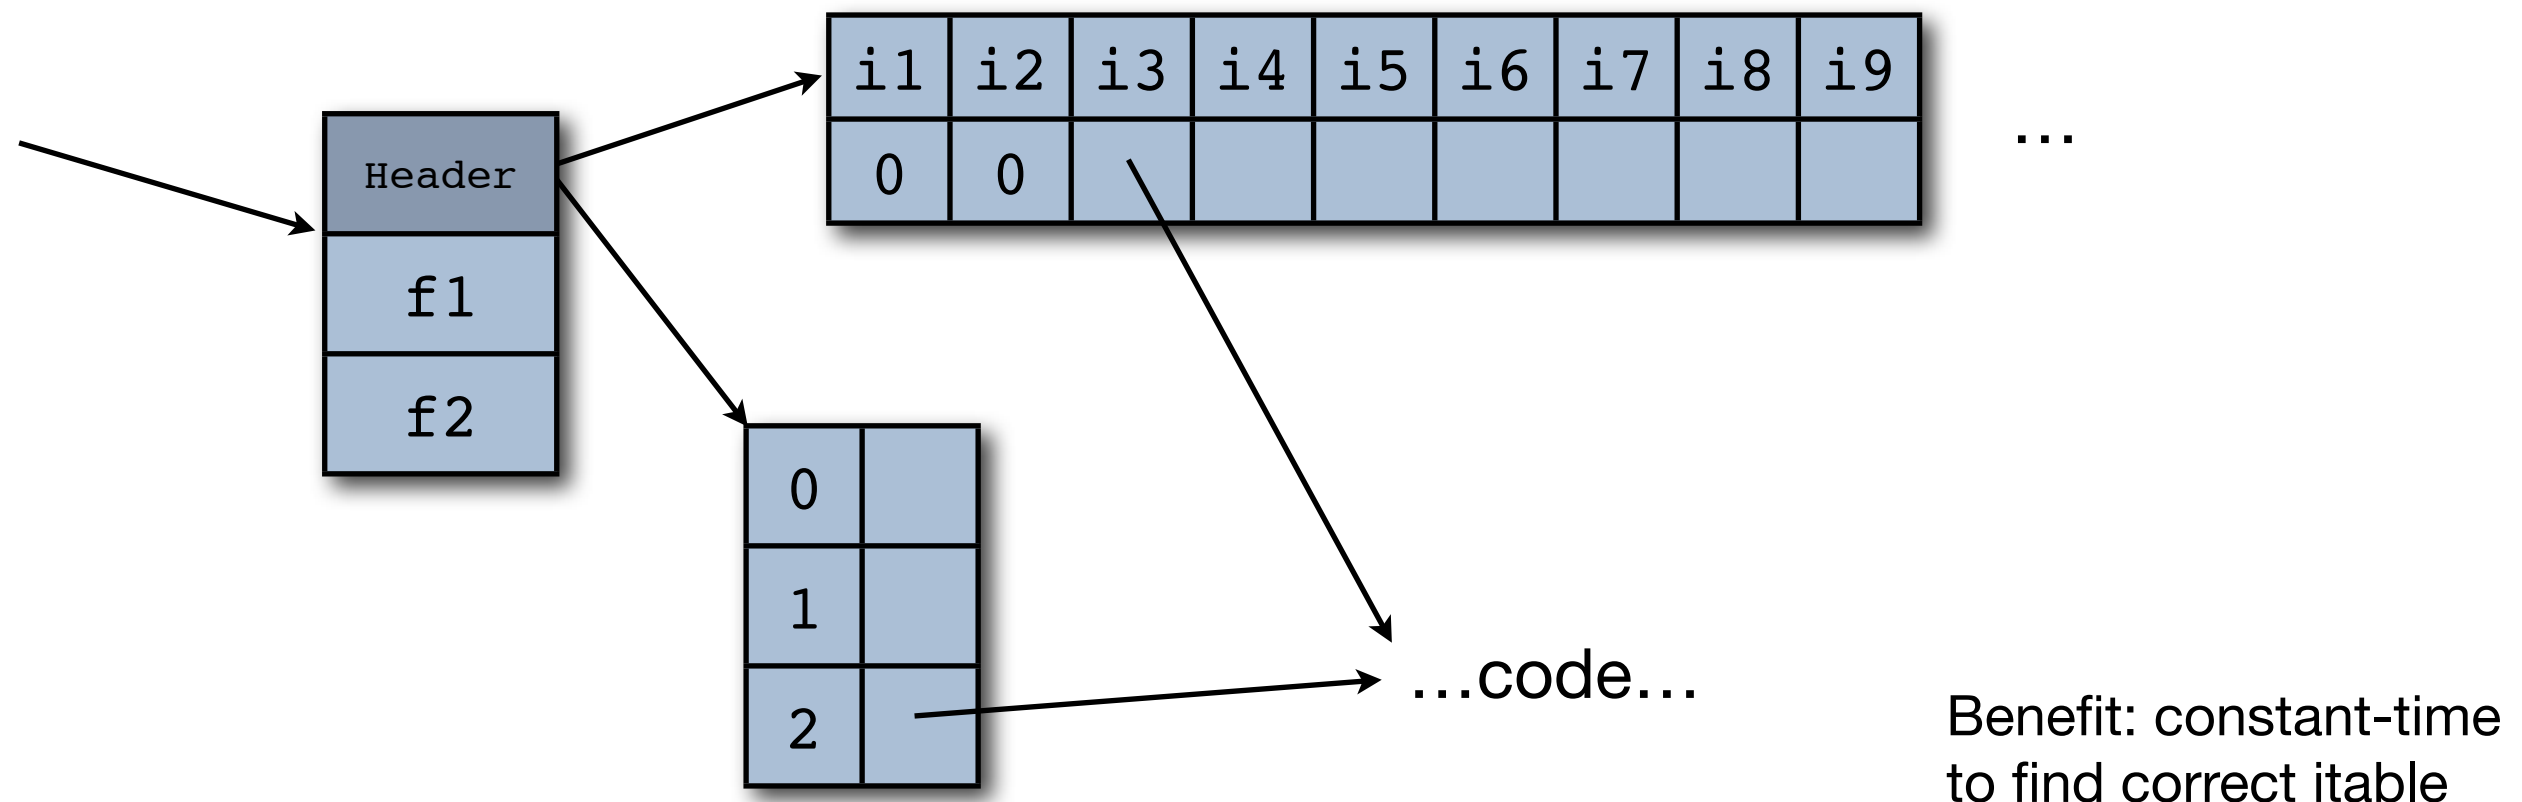 i1 i2 i3 i4 i5 i6 i7 i8 i9
0 0
...
Header
f1
f2
0
1
2
...code...
Benefit: constant-time
to find correct itable